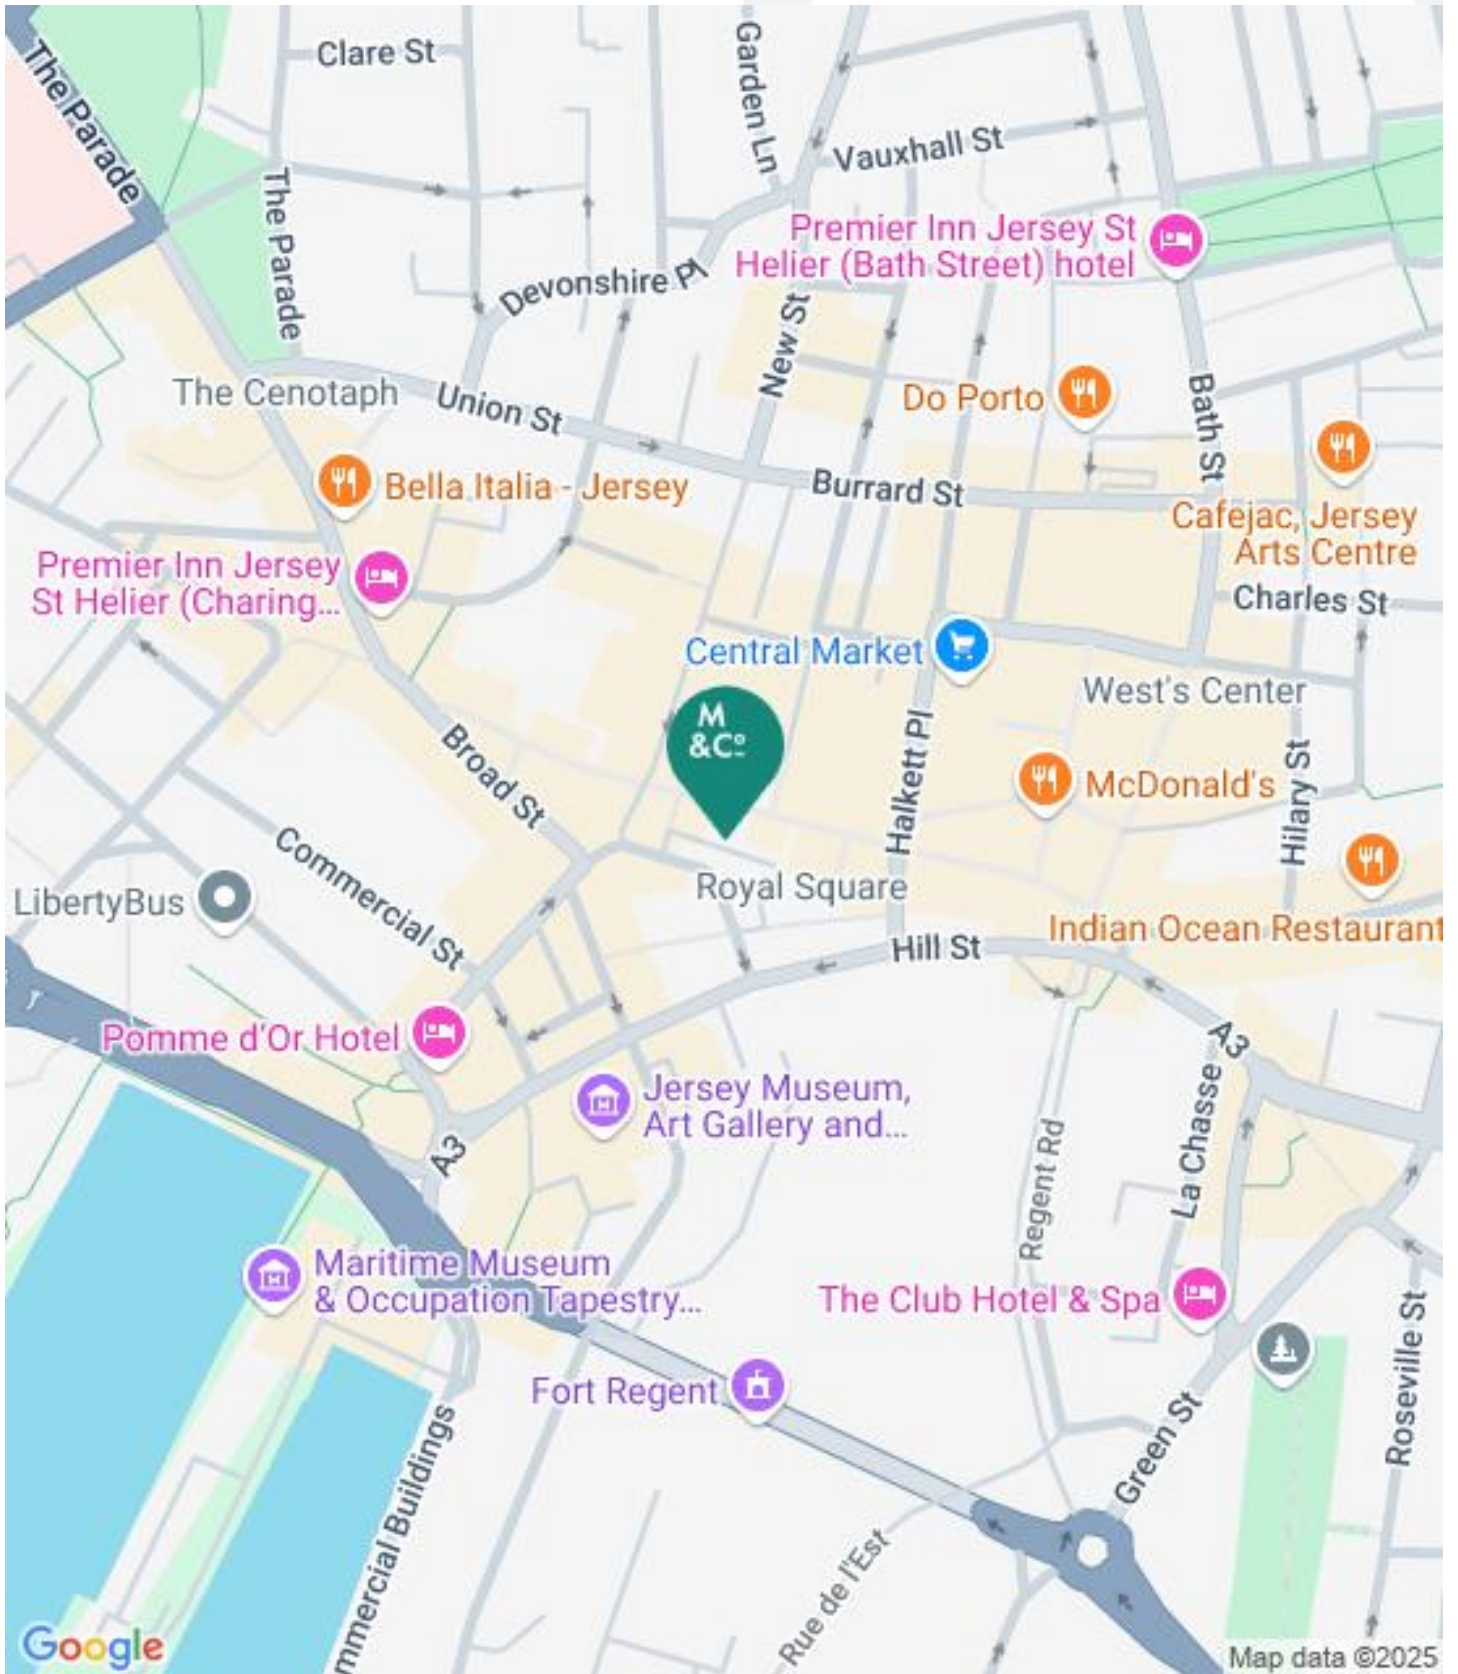 Clare St
Garden Ln
The Parade
Vauxhall St
The Parade
Premier Inn Jersey St
Helier (Bath Street) hotel
Devonshire Pl
New St
The Cenotaph
Union St
Do Porto
Bath St
Bella Italia - Jersey
Burrard St
Cafejac, Jersey
Arts Centre
Premier Inn Jersey
St Helier (Charing...
Charles St
Central Market
West's Center
M
&Cº
Broad St
Halkett Pl
McDonald's
Hilary St
Commercial St
LibertyBus
Royal Square
Indian Ocean Restaurant
Hill St
Pomme d'Or Hotel
A3
Jersey Museum,
Art Gallery and...
La Chasse
A3
Regent Rd
Maritime Museum
& Occupation Tapestry...
The Club Hotel & Spa
Fort Regent
Roseville St
Green St
mmercial Buildings
Rue de l'Est
Google
Map data ©2025